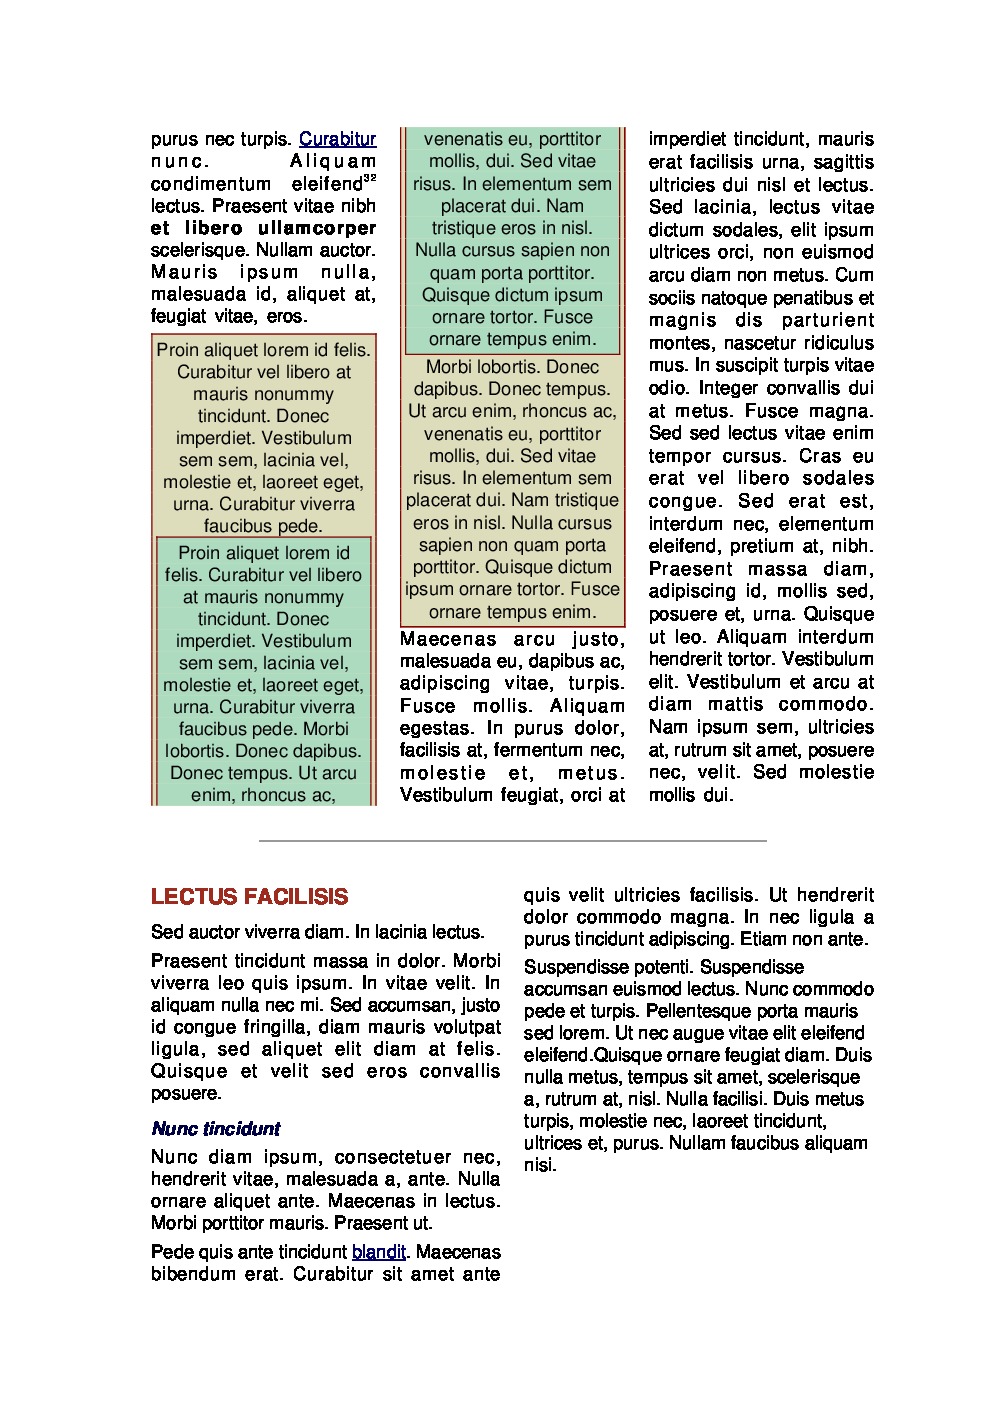 purus nec turpis. Curabitur
nunc. Aliquam
condimentum eleifend³²
lectus. Praesent vitae nibh
et libero ullamcorper
scelerisque. Nullam auctor.
Mauris ipsum nulla,
malesuada id, aliquet at,
feugiat vitae, eros.
Proin aliquet lorem id felis.
Curabitur vel libero at
mauris nonummy
tincidunt. Donec
imperdiet. Vestibulum
sem sem, lacinia vel,
molestie et, laoreet eget,
urna. Curabitur viverra
faucibus pede.
Proin aliquet lorem id
felis. Curabitur vel libero
at mauris nonummy
tincidunt. Donec
imperdiet. Vestibulum
sem sem, lacinia vel,
molestie et, laoreet eget,
urna. Curabitur viverra
faucibus pede. Morbi
lobortis. Donec dapibus.
Donec tempus. Ut arcu
enim, rhoncus ac,
venenatis eu, porttitor
mollis, dui. Sed vitae
risus. In elementum sem
placerat dui. Nam
tristique eros in nisl.
Nulla cursus sapien non
quam porta porttitor.
Quisque dictum ipsum
ornare tortor. Fusce
ornare tempus enim.
Morbi lobortis. Donec
dapibus. Donec tempus.
Ut arcu enim, rhoncus ac,
venenatis eu, porttitor
mollis, dui. Sed vitae
risus. In elementum sem
placerat dui. Nam tristique
eros in nisl. Nulla cursus
sapien non quam porta
porttitor. Quisque dictum
ipsum ornare tortor. Fusce
ornare tempus enim.
Maecenas arcu justo,
malesuada eu, dapibus ac,
adipiscing vitae, turpis.
Fusce mollis. Aliquam
egestas. In purus dolor,
facilisis at, fermentum nec,
molestie et, metus.
Vestibulum feugiat, orci at
imperdiet tincidunt, mauris
erat facilisis urna, sagittis
ultricies dui nisl et lectus.
Sed lacinia, lectus vitae
dictum sodales, elit ipsum
ultrices orci, non euismod
arcu diam non metus. Cum
sociis natoque penatibus et
magnis dis parturient
montes, nascetur ridiculus
mus. In suscipit turpis vitae
odio. Integer convallis dui
at metus. Fusce magna.
Sed sed lectus vitae enim
tempor cursus. Cras eu
erat vel libero sodales
congue. Sed erat est,
interdum nec, elementum
eleifend, pretium at, nibh.
Praesent massa diam,
adipiscing id, mollis sed,
posuere et, urna. Quisque
ut leo. Aliquam interdum
hendrerit tortor. Vestibulum
elit. Vestibulum et arcu at
diam mattis commodo.
Nam ipsum sem, ultricies
at, rutrum sit amet, posuere
nec, velit. Sed molestie
mollis dui.
LECTUS FACILISIS
Sed auctor viverra diam. In lacinia lectus.
Praesent tincidunt massa in dolor. Morbi
viverra leo quis ipsum. In vitae velit. In
aliquam nulla nec mi. Sed accumsan, justo
id congue fringilla, diam mauris volutpat
ligula, sed aliquet elit diam at felis.
Quisque et velit sed eros convallis
posuere.
Nunc tincidunt
Nunc diam ipsum, consectetuer nec,
hendrerit vitae, malesuada a, ante. Nulla
ornare aliquet ante. Maecenas in lectus.
Morbi porttitor mauris. Praesent ut.
Pede quis ante tincidunt blandit. Maecenas
bibendum erat. Curabitur sit amet ante
quis velit ultricies facilisis. Ut hendrerit
dolor commodo magna. In nec ligula a
purus tincidunt adipiscing. Etiam non ante.
Suspendisse potenti. Suspendisse
accumsan euismod lectus. Nunc commodo
pede et turpis. Pellentesque porta mauris
sed lorem. Ut nec augue vitae elit eleifend
eleifend.Quisque ornare feugiat diam. Duis
nulla metus, tempus sit amet, scelerisque
a, rutrum at, nisl. Nulla facilisi. Duis metus
turpis, molestie nec, laoreet tincidunt,
ultrices et, purus. Nullam faucibus aliquam
nisi.